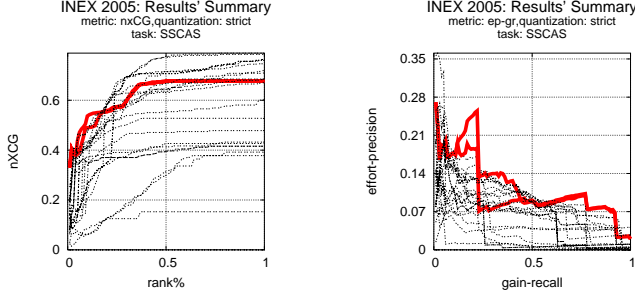 INEX 2005: Results' Summary
metric: nxCG,quantization: strict
task: SSCAS
nXCG
0.6
0.4
0.2
0
0
0.5
1
rank%
INEX 2005: Results' Summary
metric: ep-gr,quantization: strict
task: SSCAS
effort-precision
0.35
0.28
0.21
0.14
0.07
0
0
0.5
1
gain-recall